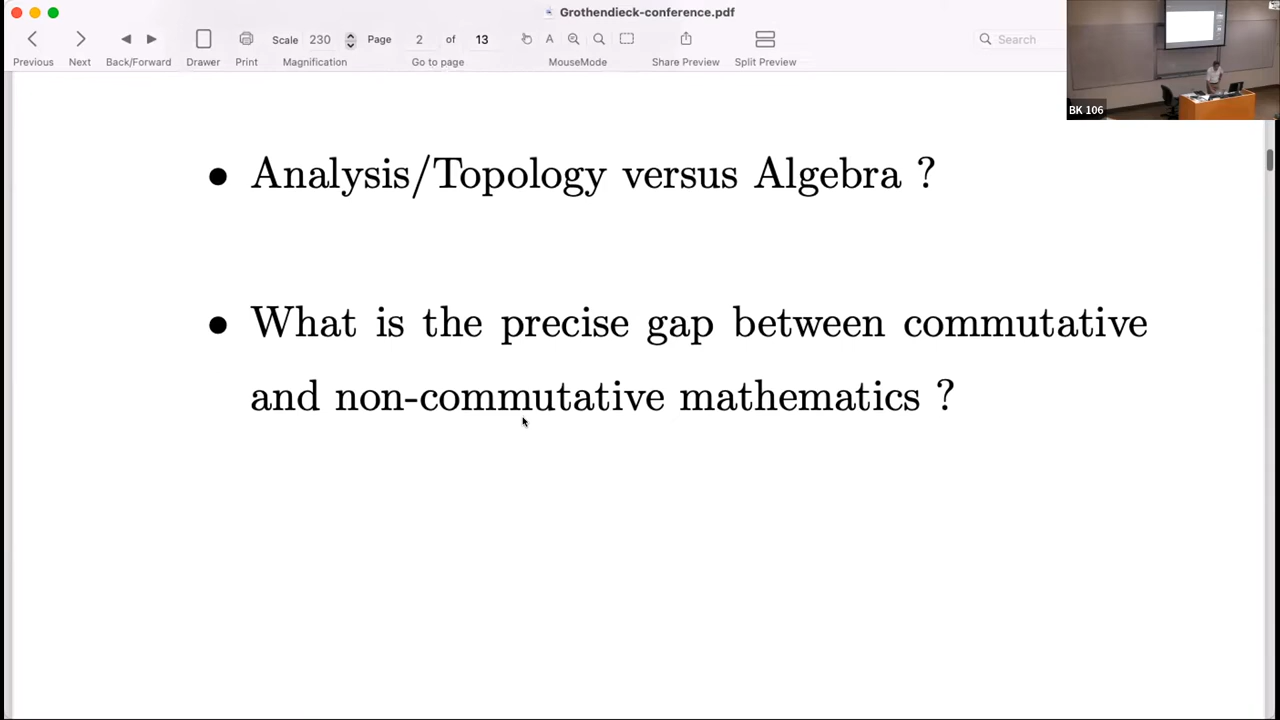 Grothendieck-conference.pdf
Scale 230 Page 2 of 13 A Search
Previous Next Back/Forward Drawer Print Magnification Go to page MouseMode Share Preview Split Preview
BK 106
• Analysis/Topology versus Algebra ?
• What is the precise gap between commutative
and non-commutative mathematics ?